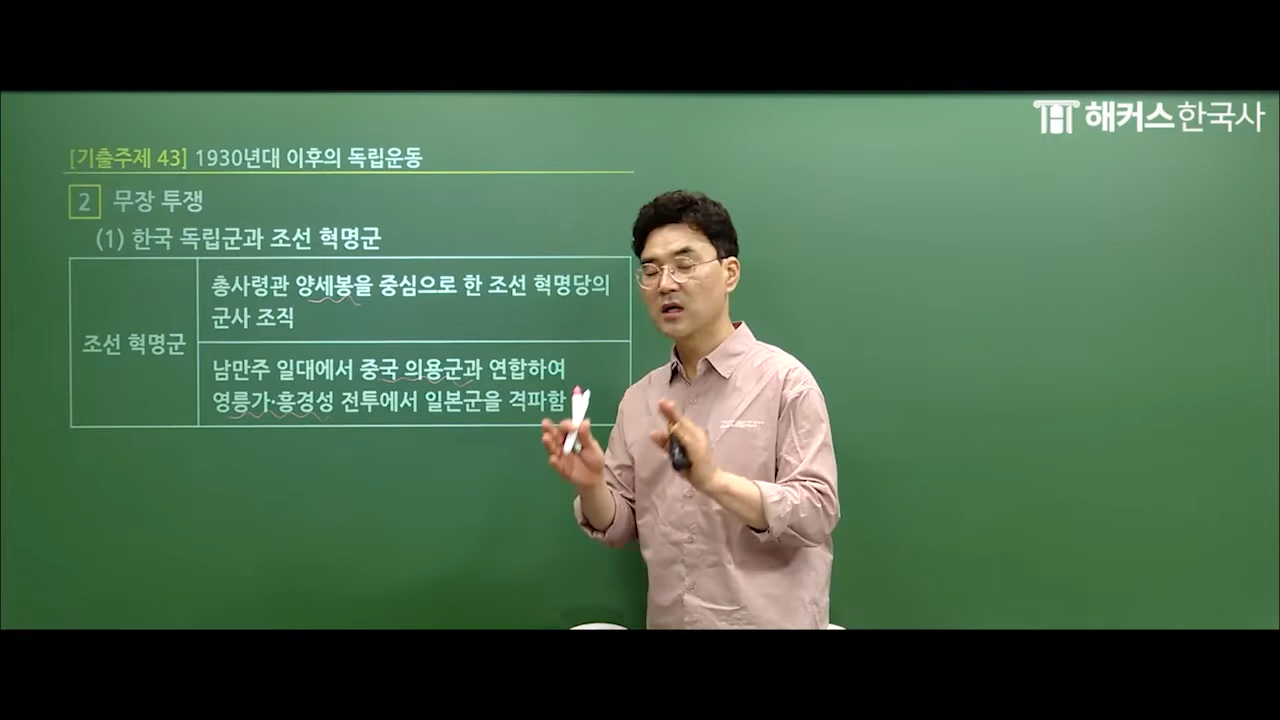 해커스한국사
[기출주제 43] 1930년대 이후의 독립운동
2 무장 투쟁
(1) 한국 독립군과 조선 혁명군
조선 혁명군
총사령관 양세봉을 중심으로 한 조선 혁명당의
군사 조직
남만주 일대에서 중국 의용군과 연합하여
영릉가·흥경성 전투에서 일본군을 격파함